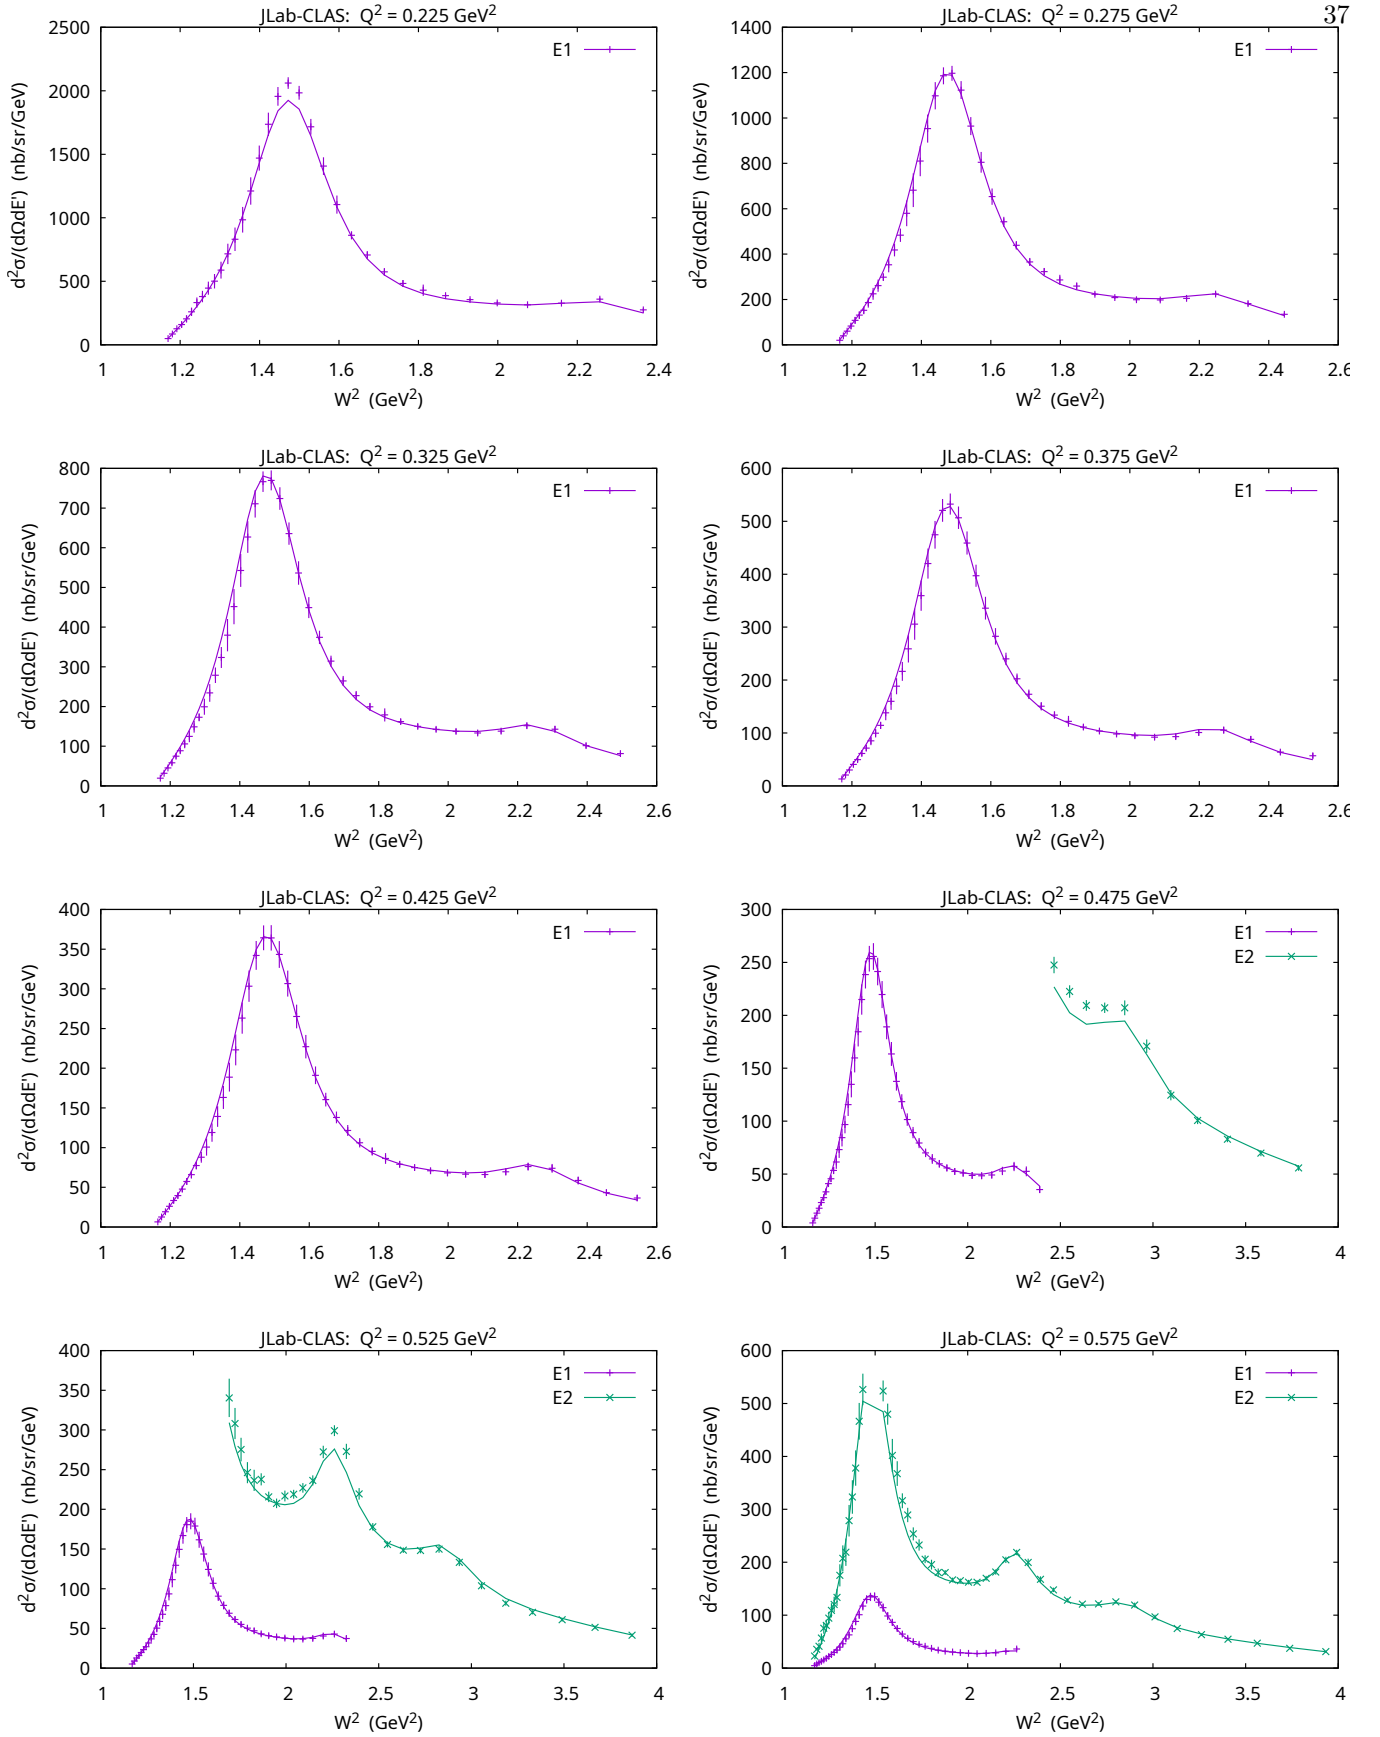 37
JLab-CLAS: Q² = 0.225 GeV²
E1
d²σ/(dΩdE') (nb/sr/GeV)
2500
2000
1500
1000
500
0
1 1.2 1.4 1.6 1.8 2 2.2 2.4
W² (GeV²)
JLab-CLAS: Q² = 0.275 GeV²
E1
d²σ/(dΩdE') (nb/sr/GeV)
1400
1200
1000
800
600
400
200
0
1 1.2 1.4 1.6 1.8 2 2.2 2.4 2.6
W² (GeV²)
JLab-CLAS: Q² = 0.325 GeV²
E1
d²σ/(dΩdE') (nb/sr/GeV)
800
700
600
500
400
300
200
100
0
1 1.2 1.4 1.6 1.8 2 2.2 2.4 2.6
W² (GeV²)
JLab-CLAS: Q² = 0.375 GeV²
E1
d²σ/(dΩdE') (nb/sr/GeV)
600
500
400
300
200
100
0
1 1.2 1.4 1.6 1.8 2 2.2 2.4 2.6
W² (GeV²)
JLab-CLAS: Q² = 0.425 GeV²
E1
d²σ/(dΩdE') (nb/sr/GeV)
400
350
300
250
200
150
100
50
0
1 1.2 1.4 1.6 1.8 2 2.2 2.4 2.6
W² (GeV²)
JLab-CLAS: Q² = 0.475 GeV²
E1
E2
d²σ/(dΩdE') (nb/sr/GeV)
300
250
200
150
100
50
0
1 1.5 2 2.5 3 3.5 4
W² (GeV²)
JLab-CLAS: Q² = 0.525 GeV²
E1
E2
d²σ/(dΩdE') (nb/sr/GeV)
400
350
300
250
200
150
100
50
0
1 1.5 2 2.5 3 3.5 4
W² (GeV²)
JLab-CLAS: Q² = 0.575 GeV²
E1
E2
d²σ/(dΩdE') (nb/sr/GeV)
600
500
400
300
200
100
0
1 1.5 2 2.5 3 3.5 4
W² (GeV²)